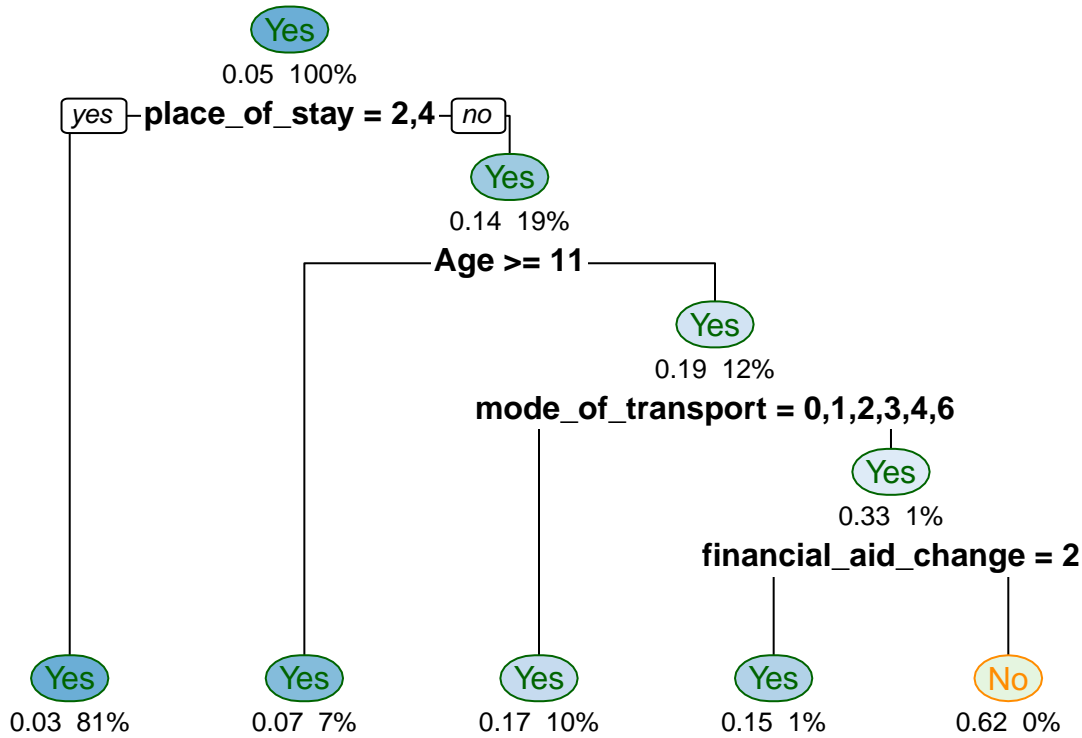 Yes
0.05 100%
yes place_of_stay = 2,4 no
Yes
0.14 19%
Age >= 11
Yes
0.19 12%
mode_of_transport = 0,1,2,3,4,6
Yes
0.33 1%
financial_aid_change = 2
Yes Yes Yes Yes No
0.03 81% 0.07 7% 0.17 10% 0.15 1% 0.62 0%